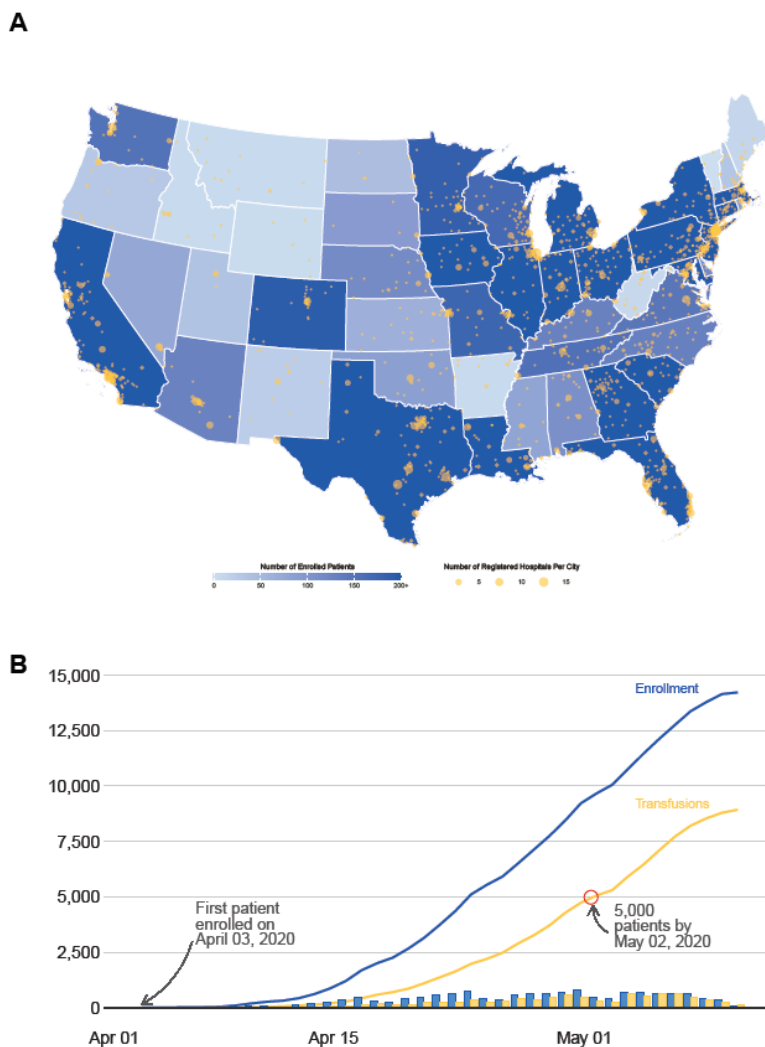 A
Number of Enrolled Patients
0 50 100 150 200+
Number of Registered Hospitals Per City
5 10 15
B
15,000
12,500
10,000
7,500
5,000
2,500
0
Enrollment
Transfusions
First patient
enrolled on
April 03, 2020
5,000
patients by
May 02, 2020
Apr 01 Apr 15 May 01